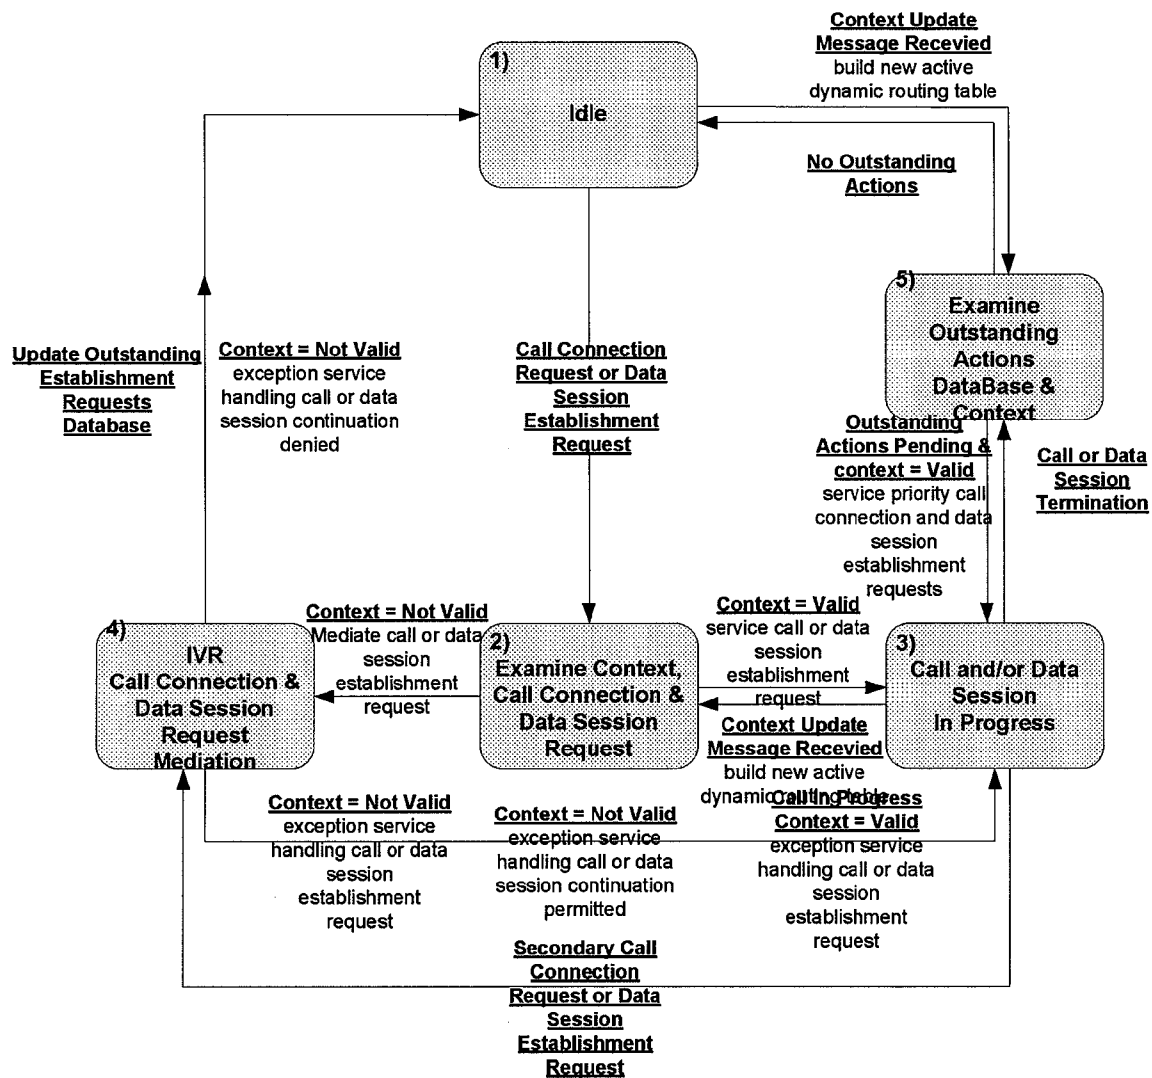 Context Update
Message Recevied
build new active
dynamic routing table
1)
Idle
No Outstanding
Actions
5)
Examine
Outstanding
Actions
DataBase &
Context
Update Outstanding
Establishment
Requests
Database
Context = Not Valid
exception service
handling call or data
session continuation
denied
Call Connection
Request or Data
Session
Establishment
Request
Outstanding
Actions Pending &
context = Valid
service priority call
connection and data
session
establishment
requests
Call or Data
Session
Termination
4)
IVR
Call Connection &
Data Session
Request
Mediation
Context = Not Valid
Mediate call or data
session
establishment
request
2)
Examine Context,
Call Connection &
Data Session
Request
Context = Valid
service call or data
session
establishment
request
3)
Call and/or Data
Session
In Progress
Context Update
Message Recevied
build new active
dynamic routing table
Context = Not Valid
exception service
handling call or data
session
establishment
request
Context = Not Valid
exception service
handling call or data
session continuation
permitted
Call In Progress
Context = Valid
exception service
handling call or data
session
establishment
request
Secondary Call
Connection
Request or Data
Session
Establishment
Request